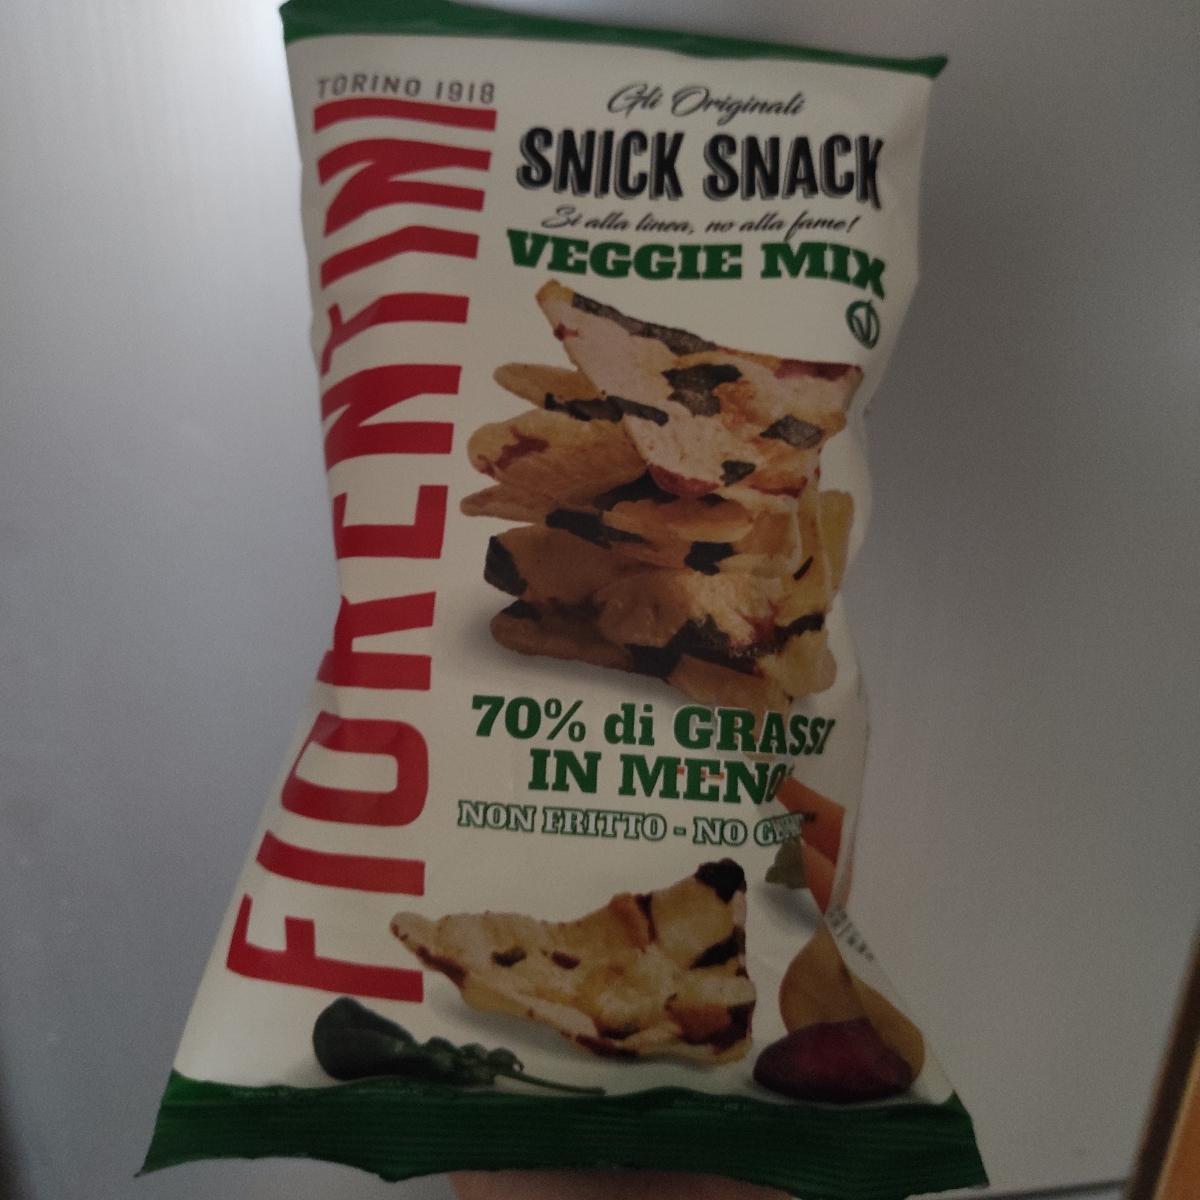 TORINO 1918
FIORENTINI
Gli Originali
SNICK SNACK
Si alla linea, no alla fame!
VEGGIE MIX
70% di GRASSI
IN MENO
NON FRITTO - NO